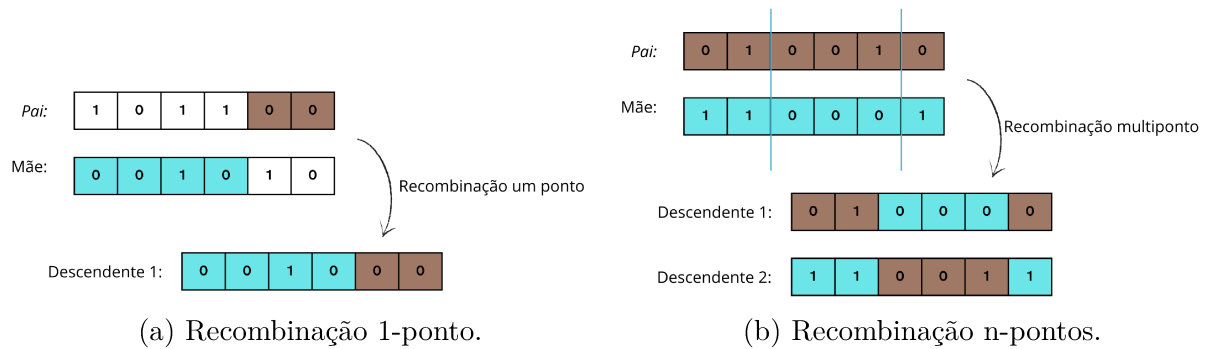 Pai: 1 0 1 1 0 0
Mãe: 0 0 1 0 1 0
Recombinação um ponto
Descendente 1: 0 0 1 0 0 0
(a) Recombinação 1-ponto.
Pai: 0 1 0 0 1 0
Mãe: 1 1 0 0 0 1
Recombinação multiponto
Descendente 1: 0 1 0 0 0 0
Descendente 2: 1 1 0 0 1 1
(b) Recombinação n-pontos.